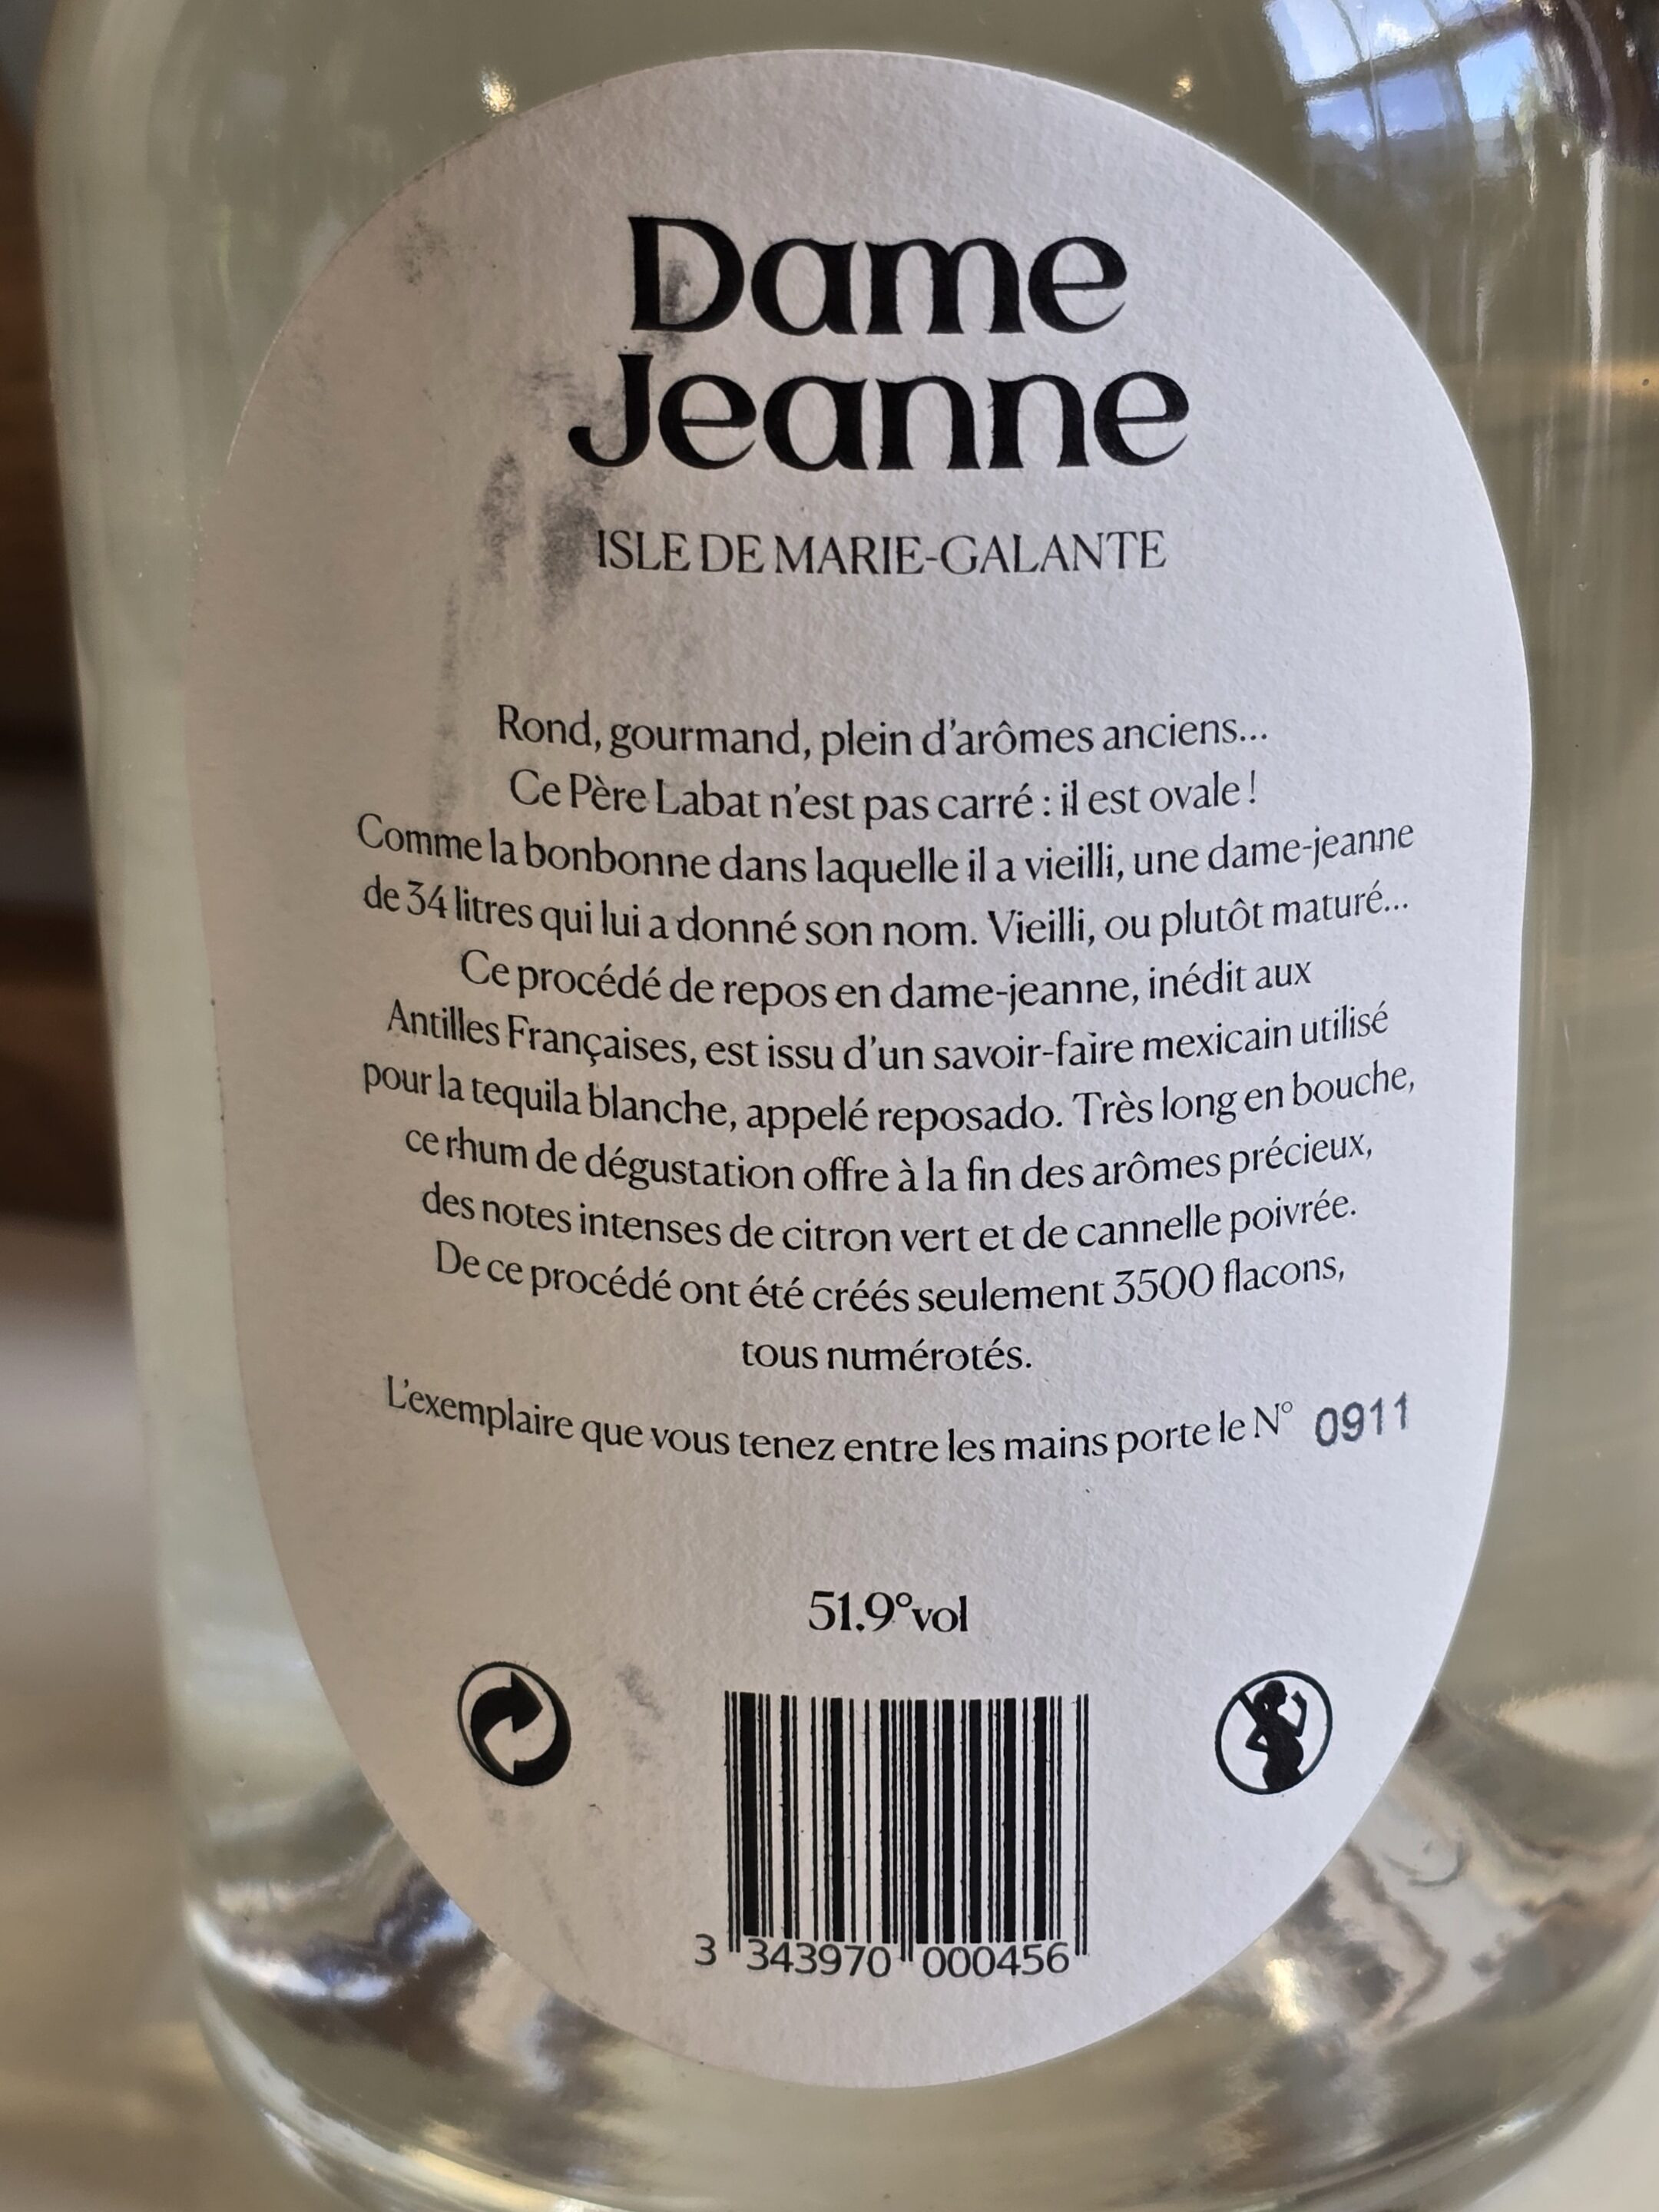 Dame
Jeanne
ISLE DE MARIE-GALANTE
Rond, gourmand, plein d'arômes anciens...
Ce Père Labat n'est pas carré : il est ovale !
Comme la bonbonne dans laquelle il a vieilli, une dame-jeanne
de 34 litres qui lui a donné son nom. Vieilli, ou plutôt maturé...
Ce procédé de repos en dame-jeanne, inédit aux
Antilles Françaises, est issu d'un savoir-faire mexicain utilisé
pour la tequila blanche, appelé reposado. Très long en bouche,
ce rhum de dégustation offre à la fin des arômes précieux,
des notes intenses de citron vert et de cannelle poivrée.
De ce procédé ont été créés seulement 3500 flacons,
tous numérotés.
L'exemplaire que vous tenez entre les mains porte le N° 0911
51.9°vol
3 343970 000456